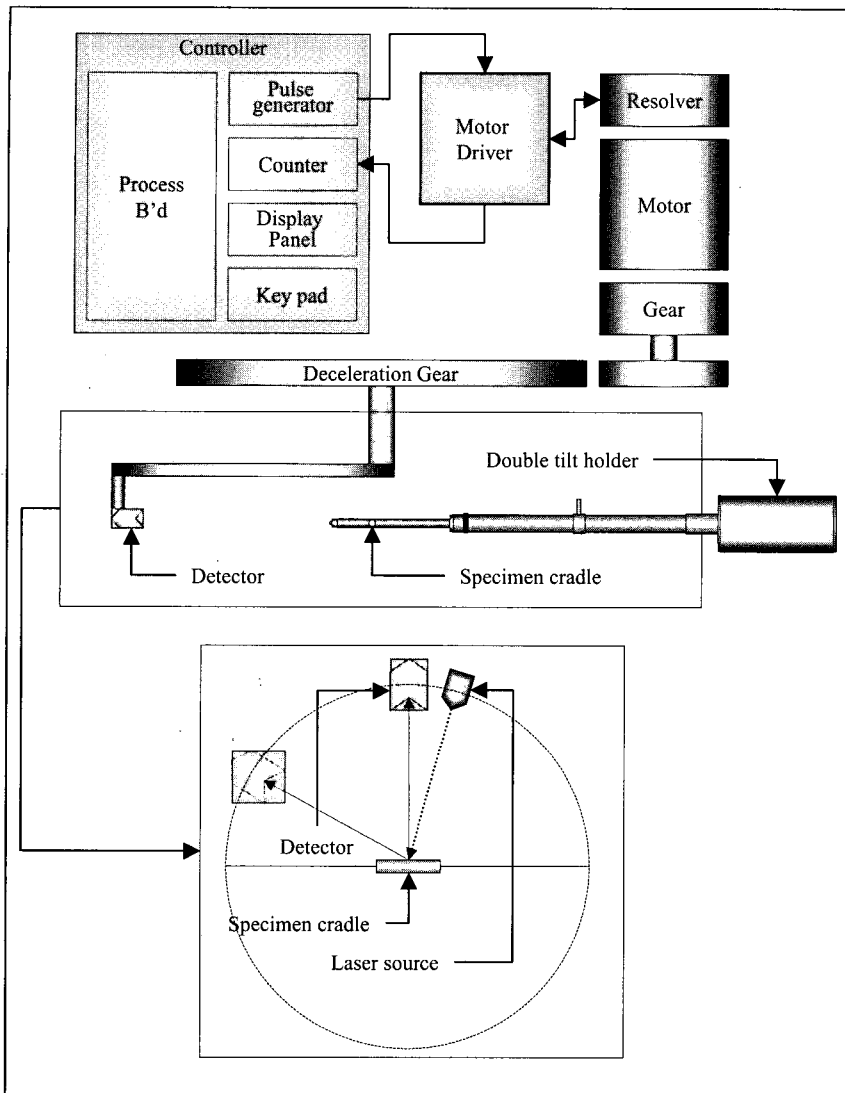 Controller
Pulse
generator
Process
B'd
Counter
Display
Panel
Key pad
Motor
Driver
Resolver
Motor
Gear
Deceleration Gear
Double tilt holder
Detector
Specimen cradle
Detector
Specimen cradle
Laser source